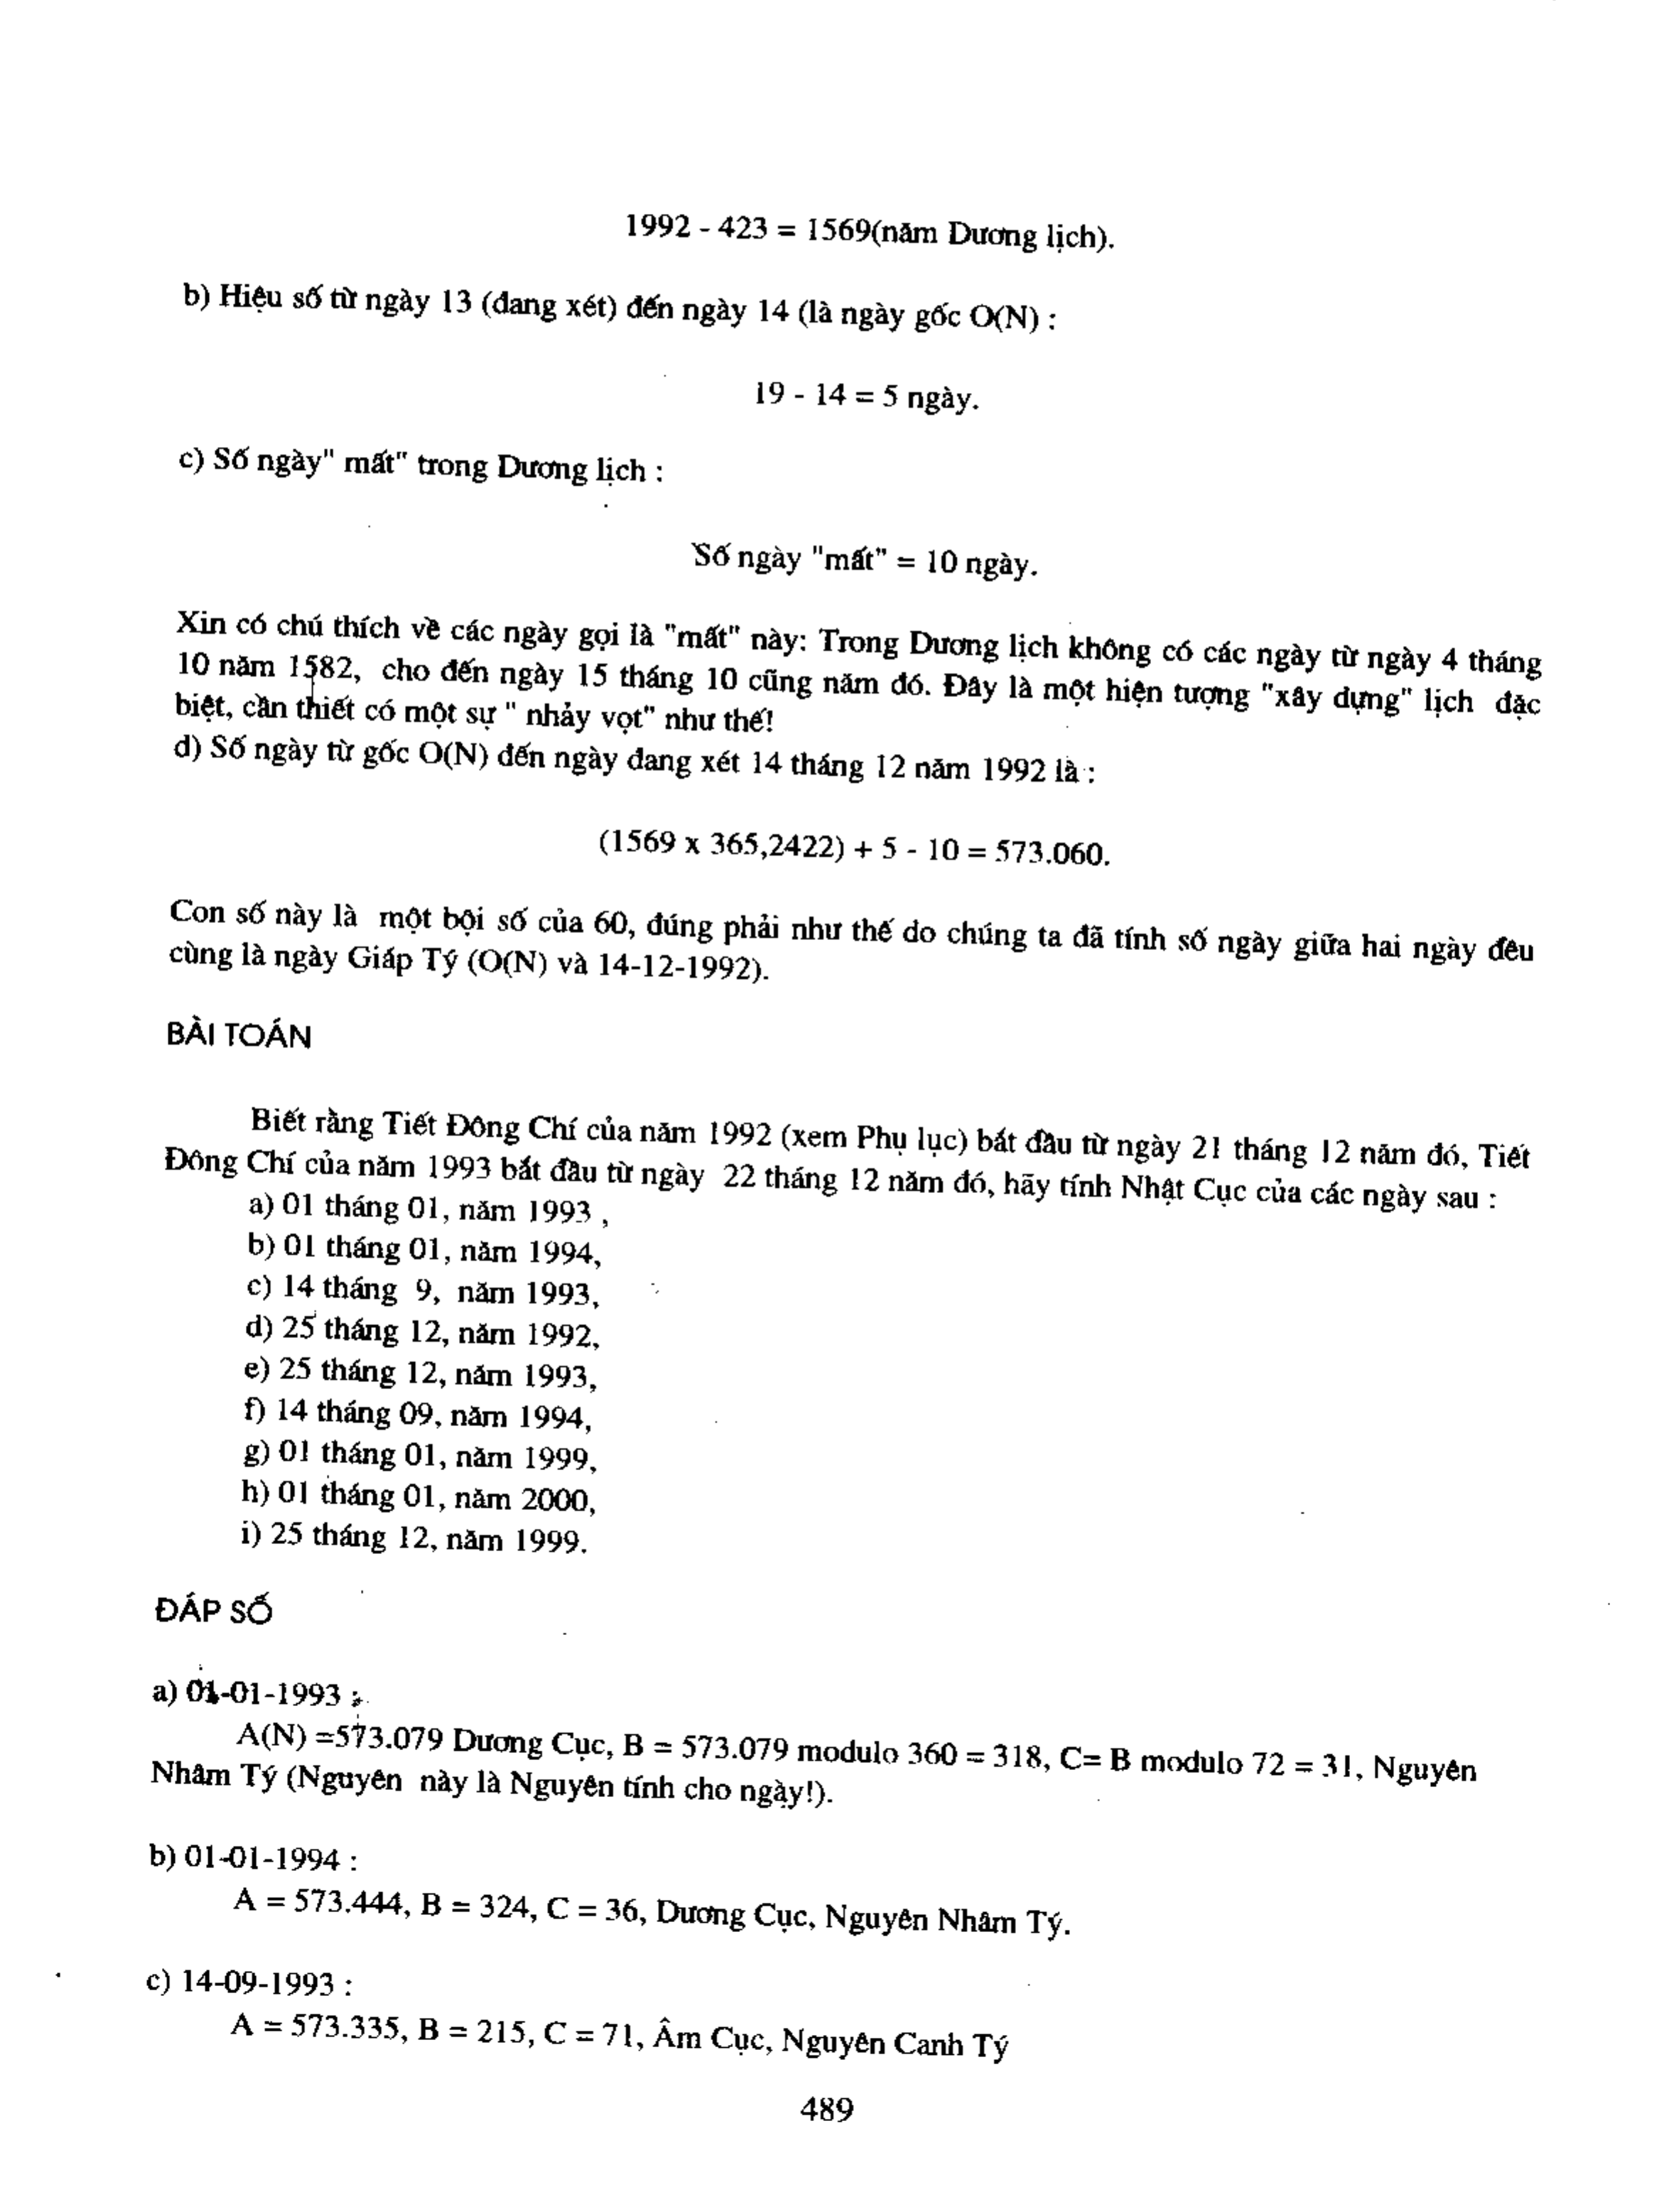 1992 - 423 = 1569(năm Dương lịch).
b) Hiệu số từ ngày 13 (đang xét) đến ngày 14 (là ngày gốc O(N) :
19 - 14 = 5 ngày.
c) Số ngày" mất" trong Dương lịch :
Số ngày "mất" = 10 ngày.
Xin có chú thích về các ngày gọi là "mất" này: Trong Dương lịch không có các ngày từ ngày 4 tháng
10 năm 1582, cho đến ngày 15 tháng 10 cũng năm đó. Đây là một hiện tượng "xây dựng" lịch đặc
biệt, cần thiết có một sự " nhảy vọt" như thế!
d) Số ngày từ gốc O(N) đến ngày đang xét 14 tháng 12 năm 1992 là :
(1569 x 365,2422) + 5 - 10 = 573.060.
Con số này là một bội số của 60, đúng phải như thế do chúng ta đã tính số ngày giữa hai ngày đều
cùng là ngày Giáp Tý (O(N) và 14-12-1992).
BÀI TOÁN
Biết rằng Tiết Đông Chí của năm 1992 (xem Phụ lục) bắt đầu từ ngày 21 tháng 12 năm đó, Tiết
Đông Chí của năm 1993 bắt đầu từ ngày 22 tháng 12 năm đó, hãy tính Nhật Cục của các ngày sau :
a) 01 tháng 01, năm 1993 ,
b) 01 tháng 01, năm 1994,
c) 14 tháng 9, năm 1993,
d) 25 tháng 12, năm 1992,
e) 25 tháng 12, năm 1993,
f) 14 tháng 09, năm 1994,
g) 01 tháng 01, năm 1999,
h) 01 tháng 01, năm 2000,
i) 25 tháng 12, năm 1999.
ĐÁP SỐ
a) 01-01-1993 :
A(N) =573.079 Dương Cục, B = 573.079 modulo 360 = 318, C= B modulo 72 = 31, Nguyên
Nhâm Tý (Nguyên này là Nguyên tính cho ngày!).
b) 01-01-1994 :
A = 573.444, B = 324, C = 36, Dương Cục, Nguyên Nhâm Tý.
c) 14-09-1993 :
A = 573.335, B = 215, C = 71, Âm Cục, Nguyên Canh Tý
489